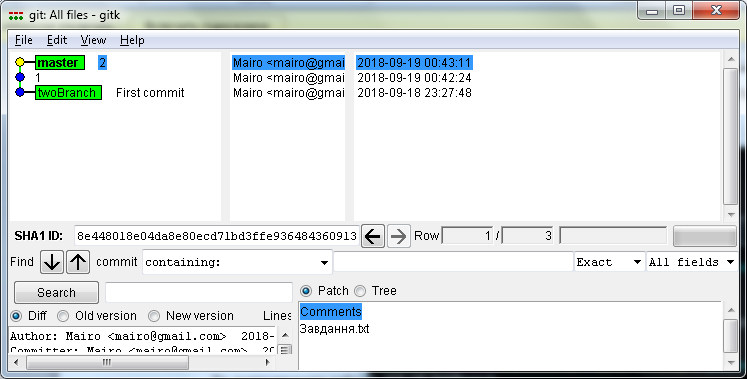 git: All files - gitk
File Edit View Help
master 2 Mairo <mairo@gmai 2018-09-19 00:43:11
1 Mairo <mairo@gmai 2018-09-19 00:42:24
twoBranch First commit Mairo <mairo@gmai 2018-09-18 23:27:48
SHA1 ID: 8e448018e04da8e80ecd71bd3ffe936484360913 Row 1 / 3
Find commit containing: Exact All fields
Search
Patch Tree
Diff Old version New version Lines
Comments
Завдання.txt
Author: Mairo <mairo@gmail.com> 2018-
Committer: Mairo <mairo@gmail.com> 20